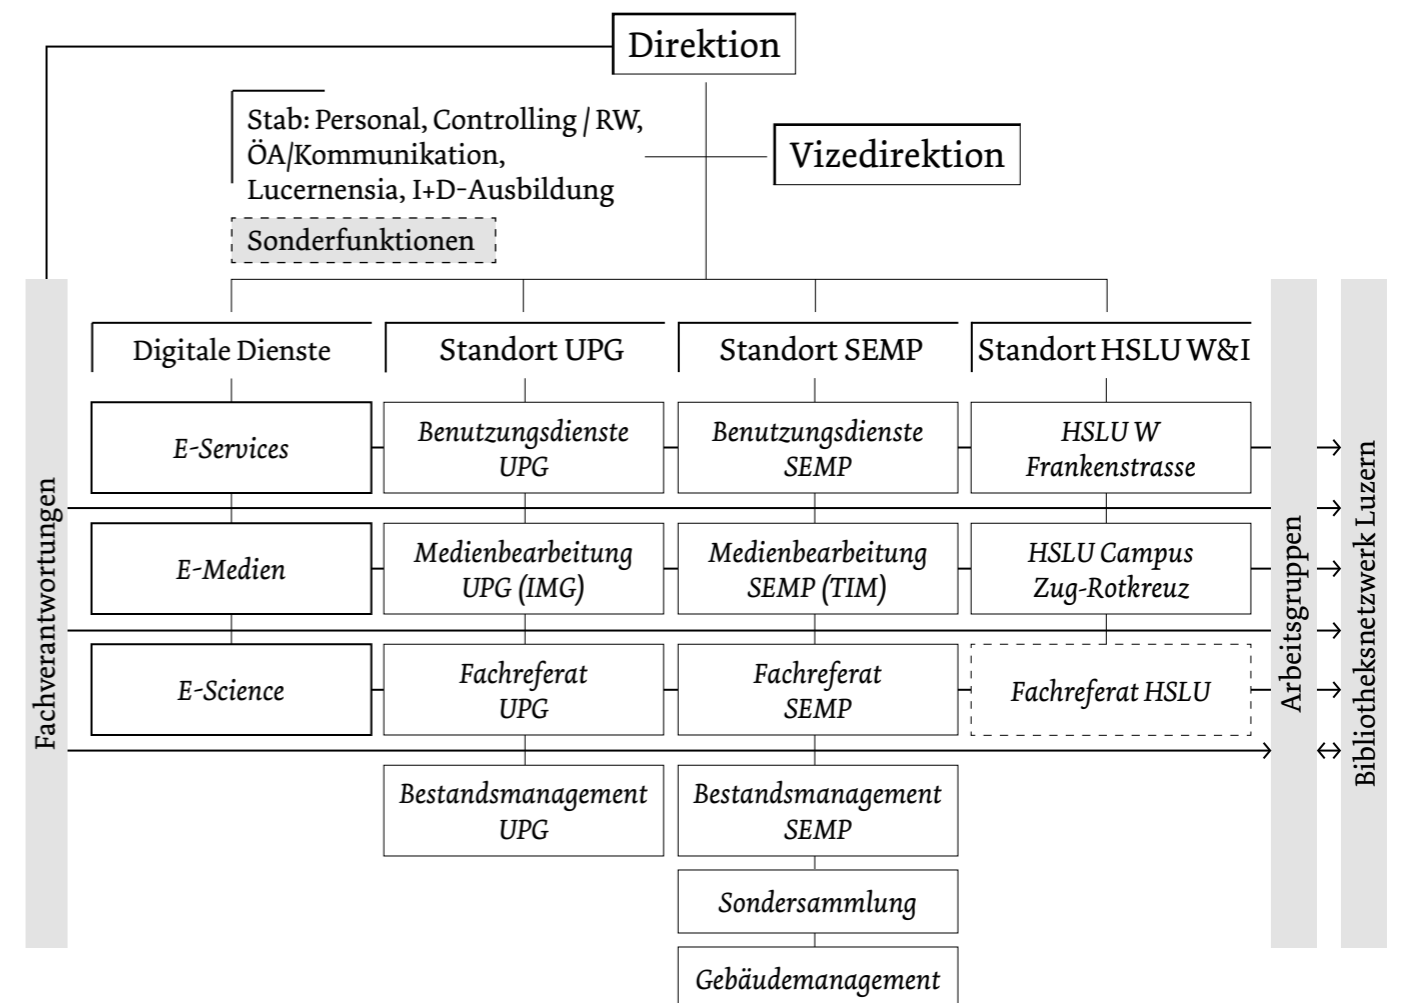 Direktion
Stab: Personal, Controlling / RW,
ÖA/Kommunikation,
Lucernensia, I+D-Ausbildung
Vizedirektion
Sonderfunktionen
Digitale Dienste
Standort UPG
Standort SEMP
Standort HSLU W&I
E-Services
Benutzungsdienste
UPG
Benutzungsdienste
SEMP
HSLU W
Frankenstrasse
E-Medien
Medienbearbeitung
UPG (IMG)
Medienbearbeitung
SEMP (TIM)
HSLU Campus
Zug-Rotkreuz
E-Science
Fachreferat
UPG
Fachreferat
SEMP
Fachreferat HSLU
Bestandsmanagement
UPG
Bestandsmanagement
SEMP
Sondersammlung
Gebäudemanagement
Fachverantwortungen
Arbeitsgruppen
Bibliotheksnetzwerk Luzern